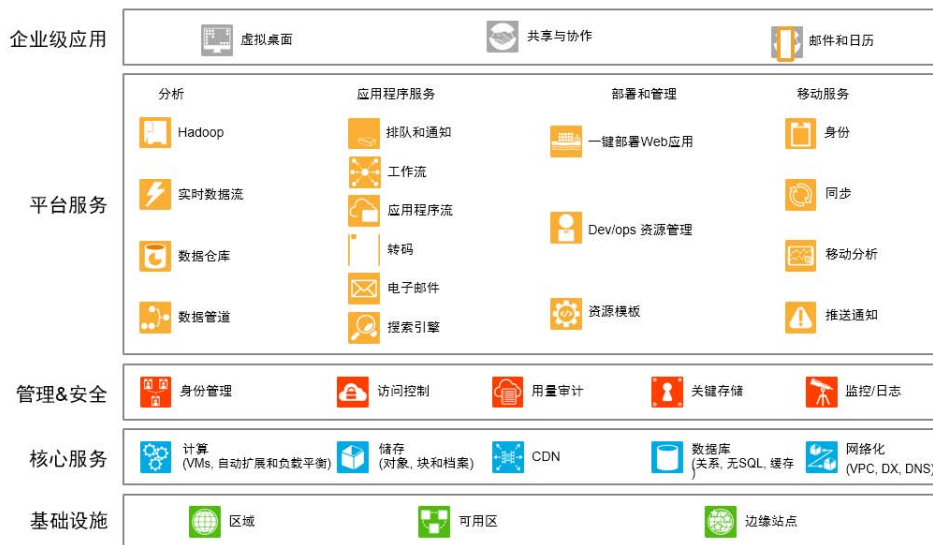 企业级应用
虚拟桌面
共享与协作
邮件和日历
平台服务
分析
Hadoop
实时数据流
数据仓库
数据管道
应用程序服务
排队和通知
工作流
应用程序流
转码
电子邮件
搜索引擎
部署和管理
一键部署Web应用
Dev/ops 资源管理
资源模板
移动服务
身份
同步
移动分析
推送通知
管理&安全
身份管理
访问控制
用量审计
关键存储
监控/日志
核心服务
计算
(VMs, 自动扩展和负载平衡)
储存
(对象, 块和档案)
CDN
数据库
(关系, 无SQL, 缓存
)
网络化
(VPC, DX, DNS)
基础设施
区域
可用区
边缘站点